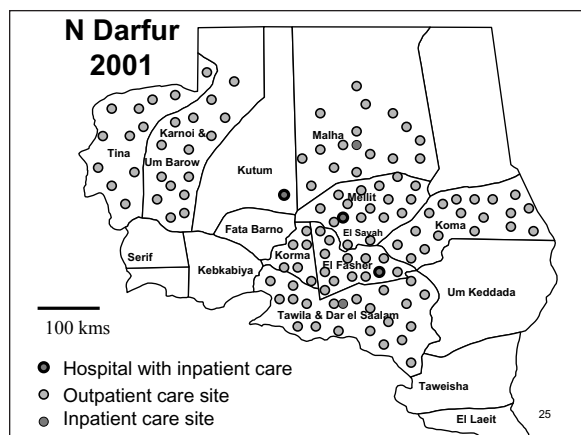 N Darfur
2001
Karnoi &
Malha
Tina
Um Barow
Kutum
Mellit
Koma
Fata Barno
El Sayah
Serif
Korma
El Fasher
Kebkabiya
Um Keddada
100 kms
Tawila & Dar el Saalam
Hospital with inpatient care
Outpatient care site
Taweisha
Inpatient care site
25
El Laeit